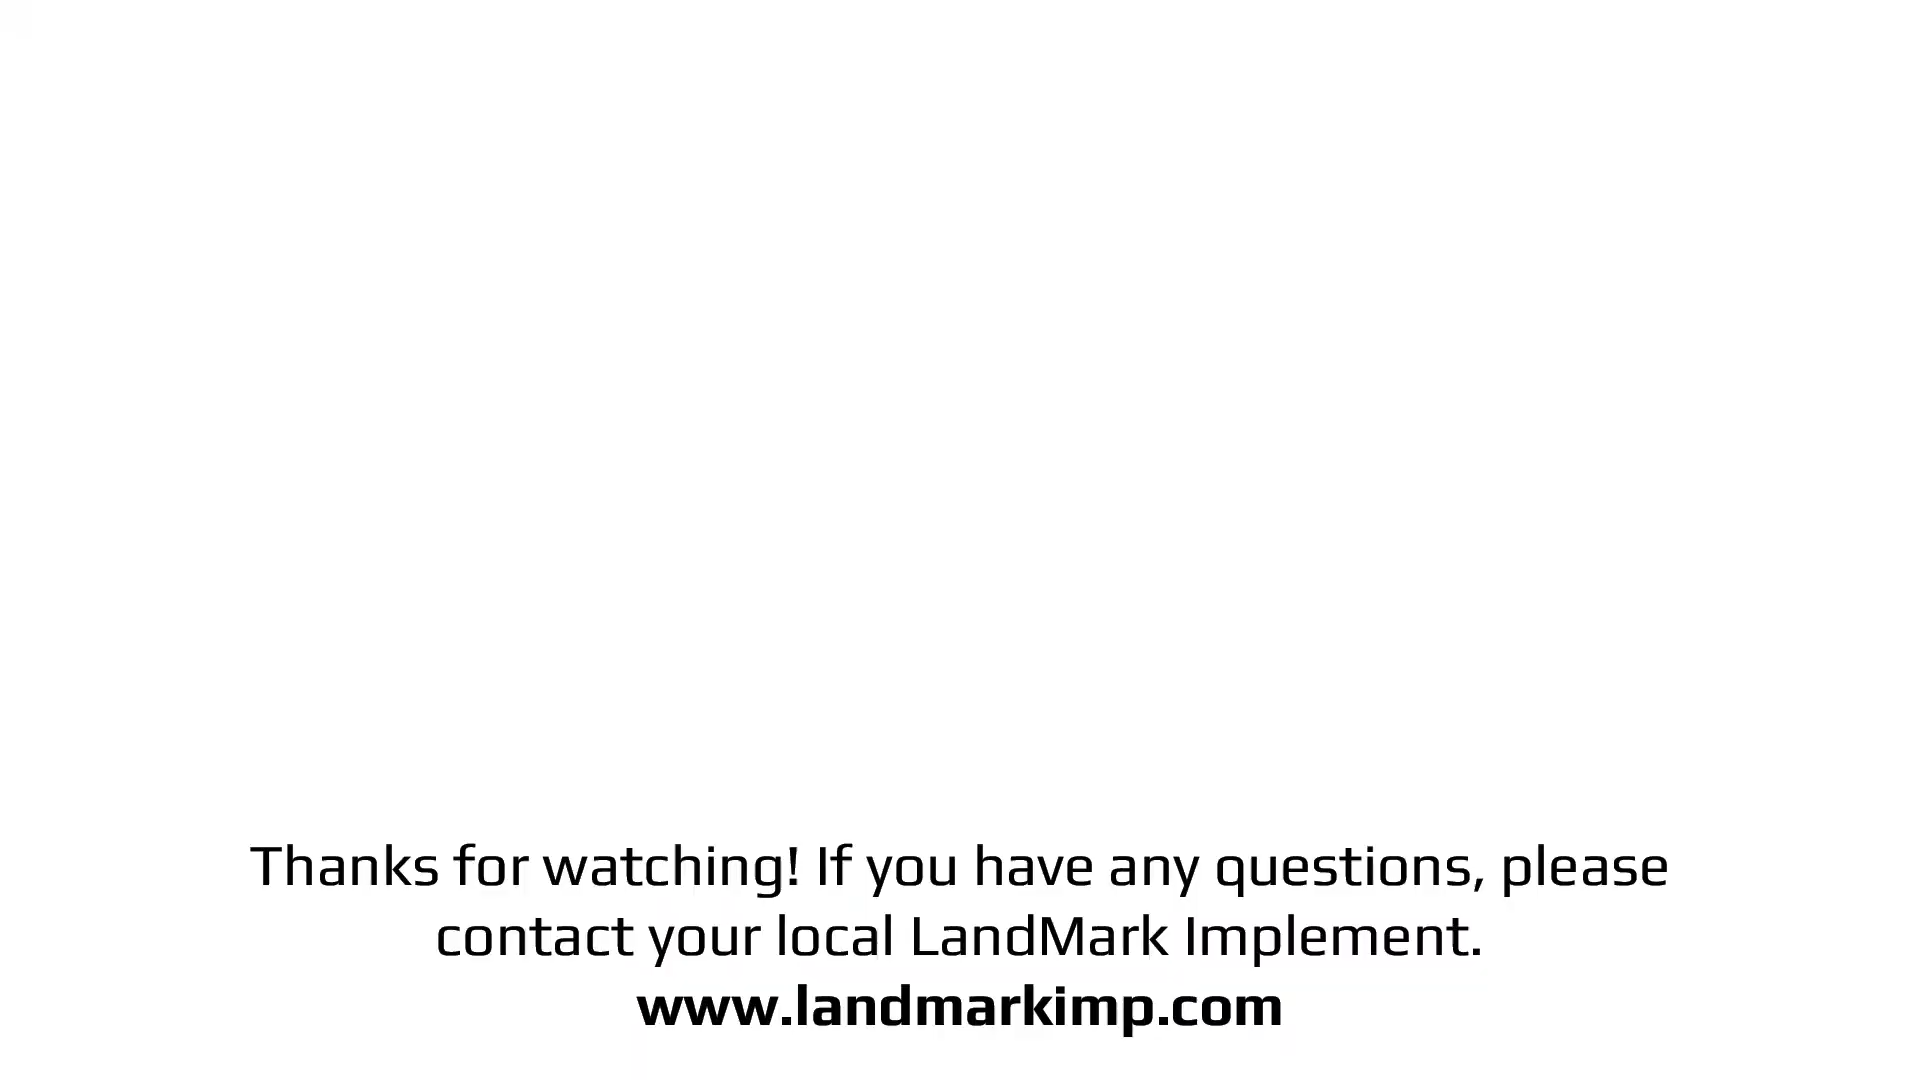 Thanks for watching! If you have any questions, please
contact your local LandMark Implement.
www.landmarkimp.com